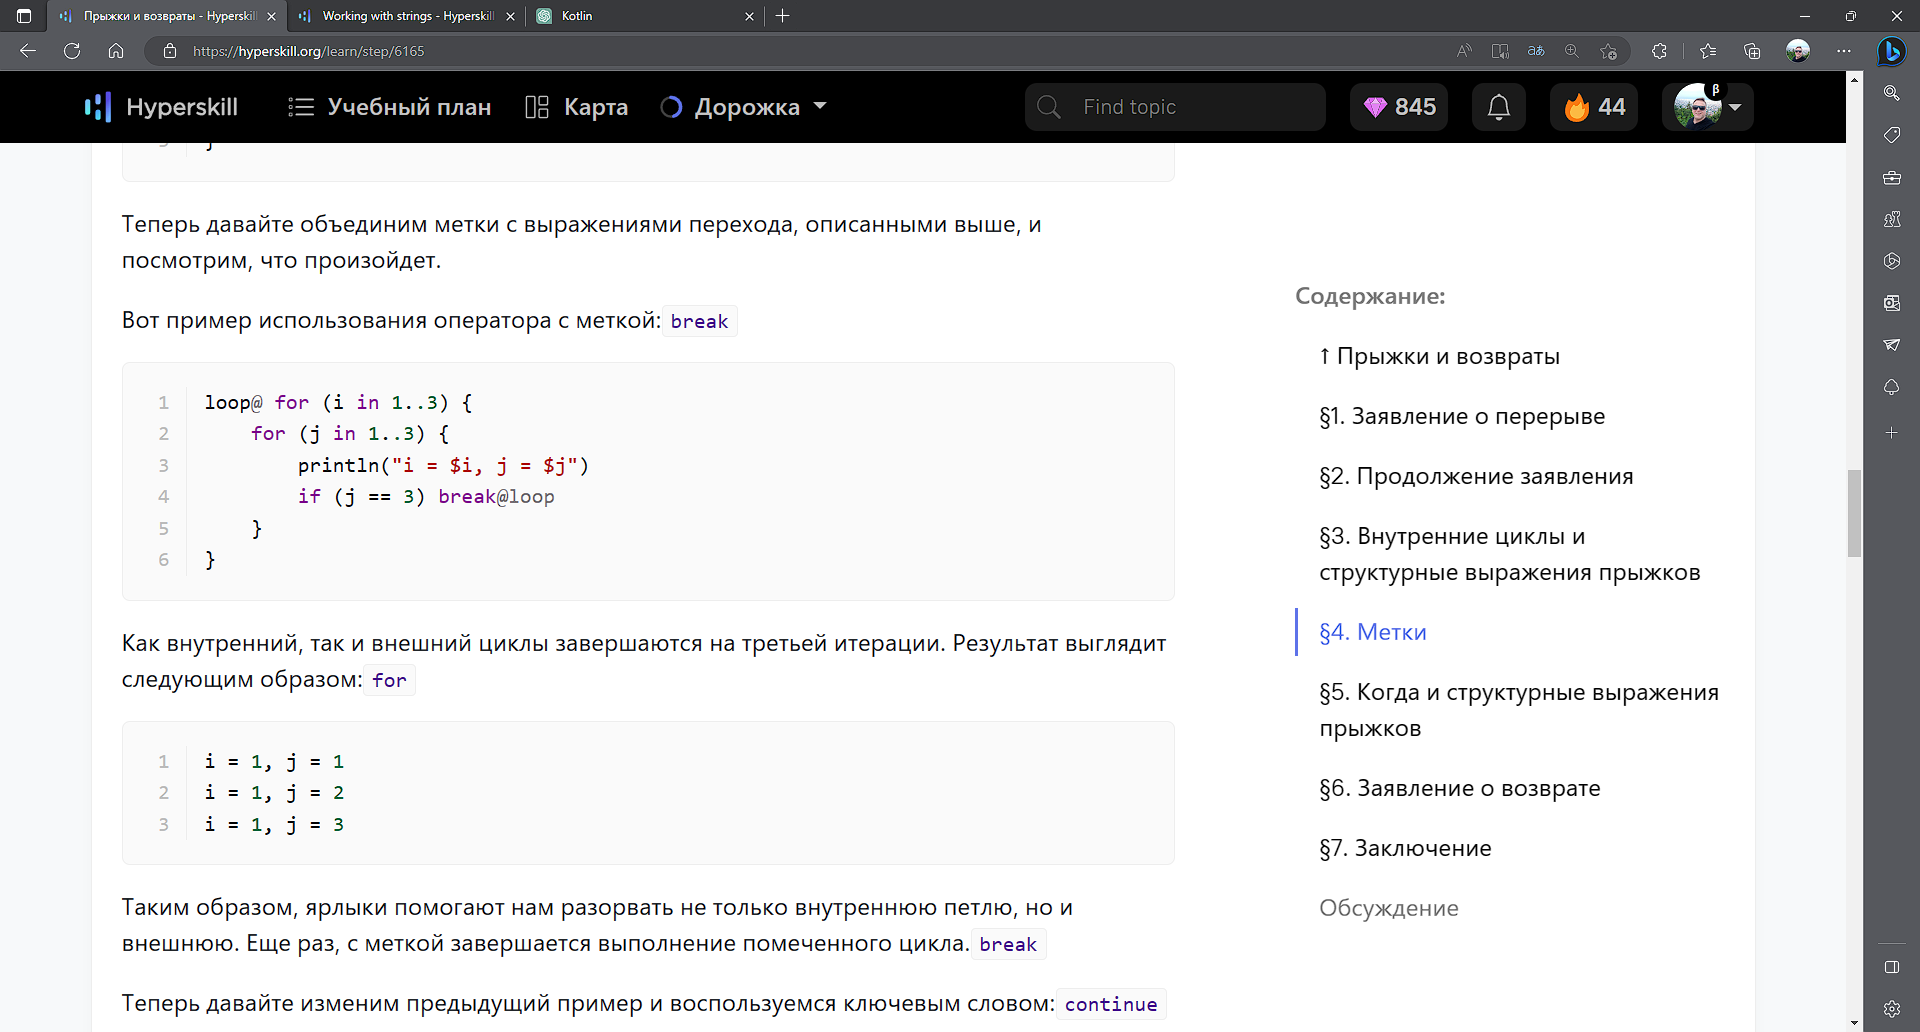 Прыжки и возвраты - Hyperskil
Working with strings - Hyperskill
Kotlin
https://hyperskill.org/learn/step/6165
Hyperskill
Учебный план
Карта
Дорожка
Find topic
845
44
β
Теперь давайте объединим метки с выражениями перехода, описанными выше, и
посмотрим, что произойдет.
Вот пример использования оператора с меткой: break
1 loop@ for (i in 1..3) {
2     for (j in 1..3) {
3         println("i = $i, j = $j")
4         if (j == 3) break@loop
5     }
6 }
Как внутренний, так и внешний циклы завершаются на третьей итерации. Результат выглядит
следующим образом: for
1 i = 1, j = 1
2 i = 1, j = 2
3 i = 1, j = 3
Таким образом, ярлыки помогают нам разорвать не только внутреннюю петлю, но и
внешнюю. Еще раз, с меткой завершается выполнение помеченного цикла. break
Теперь давайте изменим предыдущий пример и воспользуемся ключевым словом: continue
Содержание:
↑ Прыжки и возвраты
§1. Заявление о перерыве
§2. Продолжение заявления
§3. Внутренние циклы и
структурные выражения прыжков
§4. Метки
§5. Когда и структурные выражения
прыжков
§6. Заявление о возврате
§7. Заключение
Обсуждение